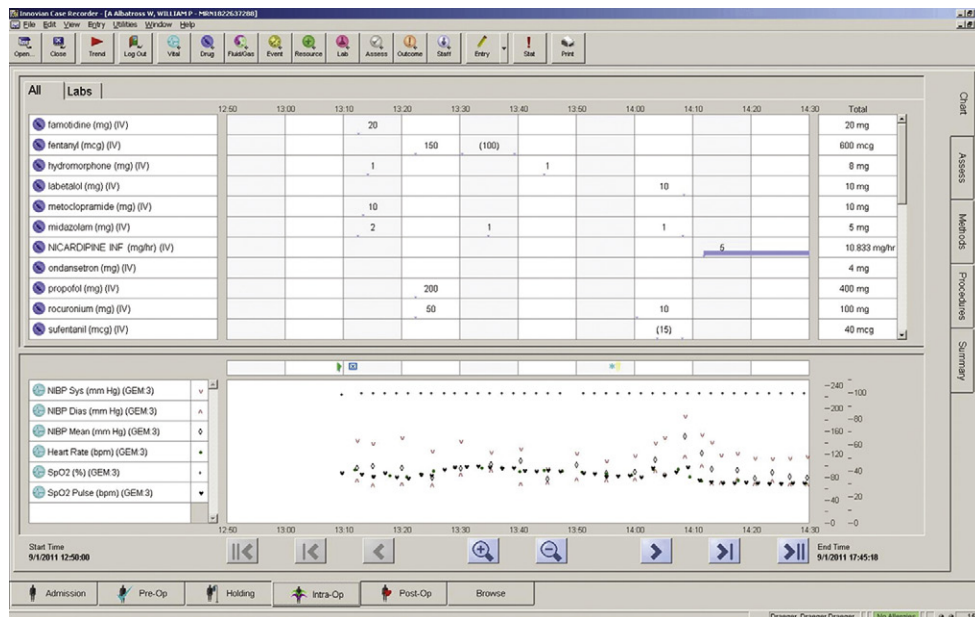 Innovian Case Recorder - [A Albatross W, WILLIAM P - MRN1822637288]
File Edit View Entry Utilities Window Help
Open... Close Trend Log Out Vital Drug Fluid/Gas Event Resource Lab Assess Outcome Staff Entry Stat Print
All Labs
12:50 13:00 13:10 13:20 13:30 13:40 13:50 14:00 14:10 14:20 14:30 Total
famotidine (mg) (IV) 20 20 mg
fentanyl (mcg) (IV) 150 (100) 600 mcg
hydromorphone (mg) (IV) 1 1 8 mg
labetalol (mg) (IV) 10 10 mg
metoclopramide (mg) (IV) 10 10 mg
midazolam (mg) (IV) 2 1 1 5 mg
NICARDIPINE INF (mg/hr) (IV) 5 10.833 mg/hr
ondansetron (mg) (IV) 4 mg
propofol (mg) (IV) 200 400 mg
rocuronium (mg) (IV) 50 10 100 mg
sufentanil (mcg) (IV) (15) 40 mcg
Chart
Assess
Methods
Procedures
Summary
NIBP Sys (mm Hg) (GEM:3)
NIBP Dias (mm Hg) (GEM:3)
NIBP Mean (mm Hg) (GEM:3)
Heart Rate (bpm) (GEM:3)
SpO2 (%) (GEM:3)
SpO2 Pulse (bpm) (GEM:3)
240 100
200 80
160 60
120 40
80 20
40
0 0
12:50 13:00 13:10 13:20 13:30 13:40 13:50 14:00 14:10 14:20 14:30
Start Time
9/1/2011 12:50:00
End Time
9/1/2011 17:45:18
Admission Pre-Op Holding Intra-Op Post-Op Browse
Draeger, Draeger Draeger No Allergies